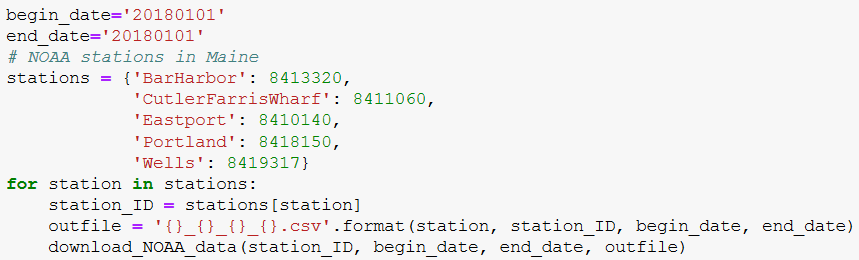 begin_date='20180101'
end_date='20180101'
# NOAA stations in Maine
stations = {'BarHarbor': 8413320,
            'CutlerFarrisWharf': 8411060,
            'Eastport': 8410140,
            'Portland': 8418150,
            'Wells': 8419317}
for station in stations:
    station_ID = stations[station]
    outfile = '{}_{}_{}_{}.csv'.format(station, station_ID, begin_date, end_date)
    download_NOAA_data(station_ID, begin_date, end_date, outfile)